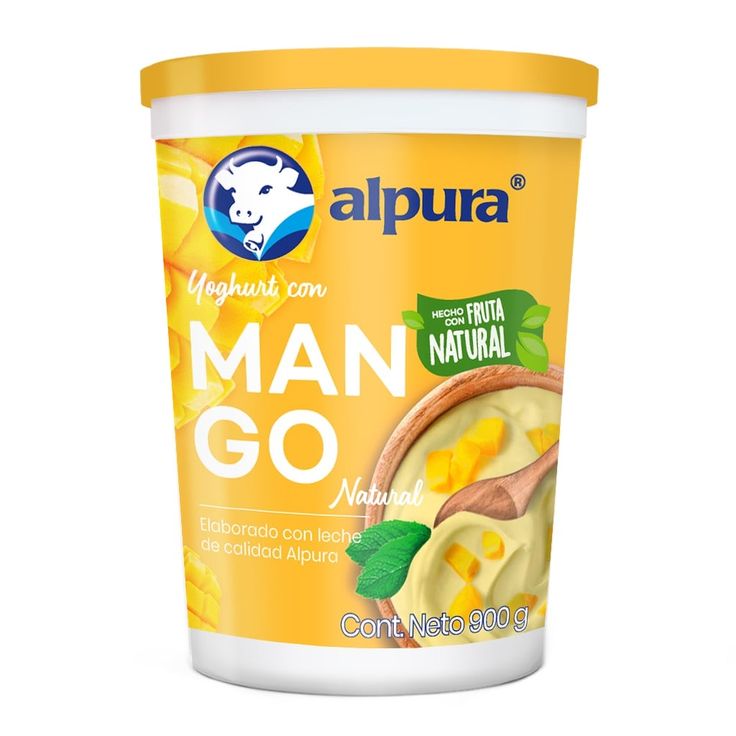 alpura®
Yoghurt con
MAN
GO
Natural
HECHO
CON FRUTA
NATURAL
Elaborado con leche
de calidad Alpura
Cont. Neto 900 g